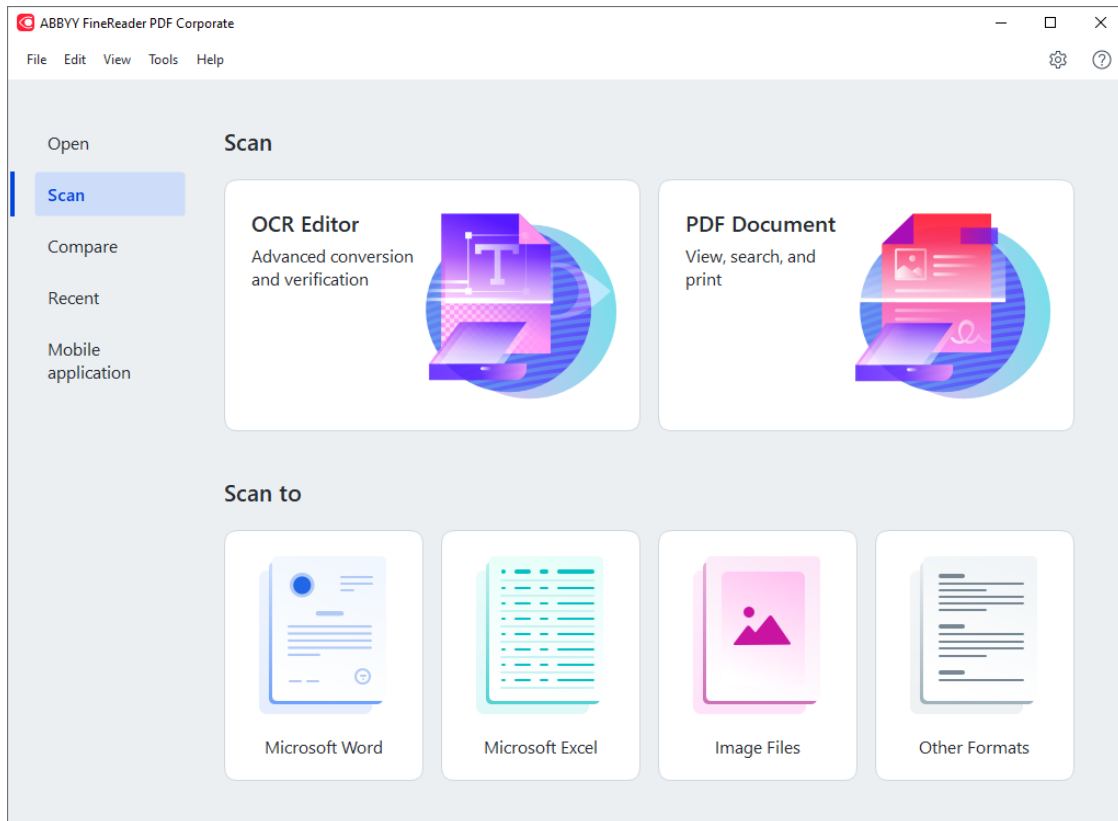 ABBYY FineReader PDF Corporate
File Edit View Tools Help
Open
Scan
Compare
Recent
Mobile
application
Scan
OCR Editor
Advanced conversion
and verification
T
PDF Document
View, search, and
print
Scan to
Microsoft Word
Microsoft Excel
Image Files
Other Formats